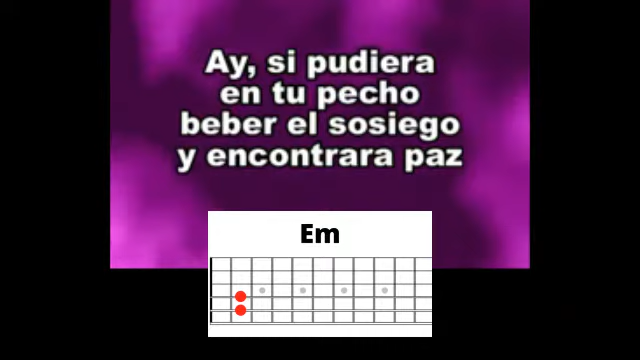 Ay, si pudiera
en tu pecho
beber el sosiego
y encontrara paz
Em